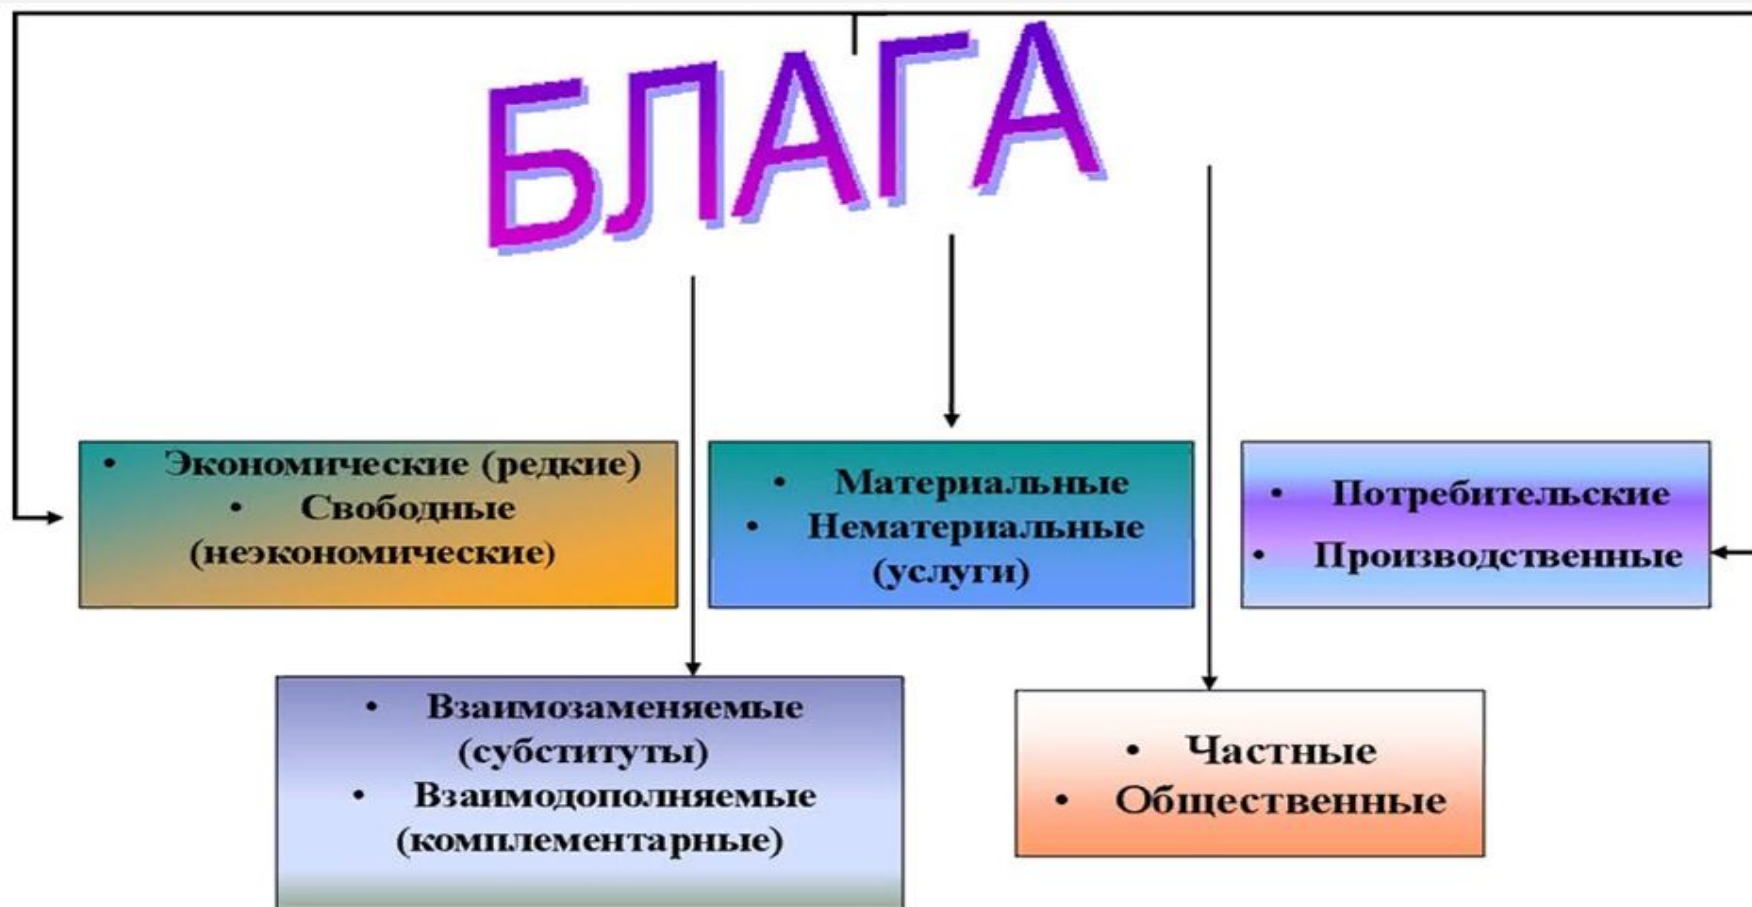 БЛАГА
• Экономические (редкие)
• Свободные
(неэкономические)
• Материальные
• Нематериальные
(услуги)
• Потребительские
• Производственные
• Взаимозаменяемые
(субституты)
• Взаимодополняемые
(комплементарные)
• Частные
• Общественные